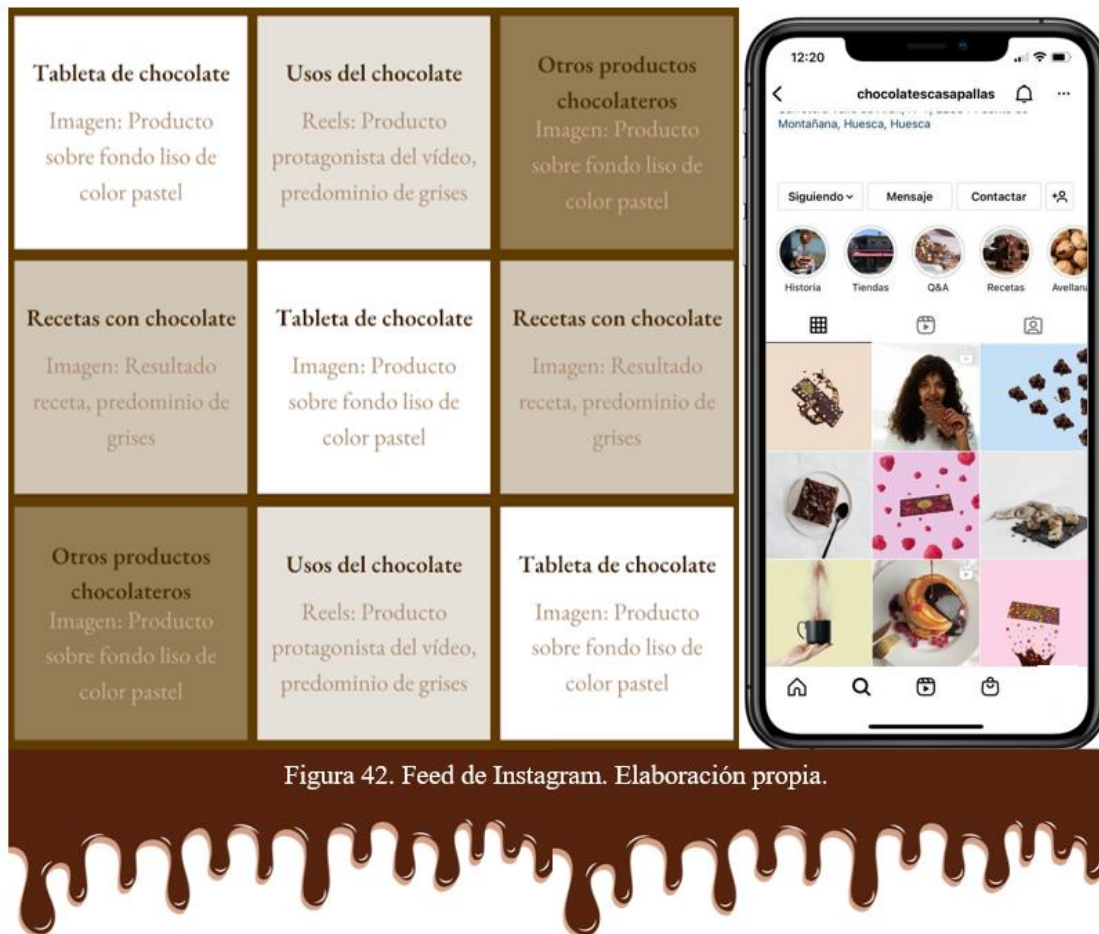 Tableta de chocolate
Imagen: Producto
sobre fondo liso de
color pastel
Usos del chocolate
Reels: Producto
protagonista del vídeo,
predominio de grises
Otros productos
chocolateros
Imagen: Producto
sobre fondo liso de
color pastel
Recetas con chocolate
Imagen: Resultado
receta, predominio de
grises
Tableta de chocolate
Imagen: Producto
sobre fondo liso de
color pastel
Recetas con chocolate
Imagen: Resultado
receta, predominio de
grises
Otros productos
chocolateros
Imagen: Producto
sobre fondo liso de
color pastel
Usos del chocolate
Reels: Producto
protagonista del vídeo,
predominio de grises
Tableta de chocolate
Imagen: Producto
sobre fondo liso de
color pastel
12:20
chocolatescasapallas
Montañana, Huesca, Huesca
Siguiendo Mensaje Contactar
Historia Tiendas Q&A Recetas Avellana
Figura 42. Feed de Instagram. Elaboración propia.